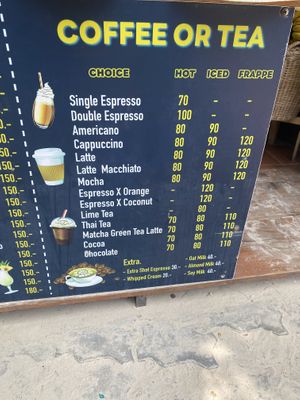 COFFEE OR TEA
CHOICE HOT ICED FRAPPE
Single Espresso 70 - -
Double Espresso 100 - -
Americano 80 90 -
Cappuccino 80 90 120
Latte 80 90 120
Latte Macchiato 80 90 120
Mocha 80 90 120
Espresso X Orange - 120 -
Espresso X Coconut - 120 -
Lime Tea 70 80 -
Thai Tea 70 80 110
Matcha Green Tea Latte 70 80 110
Cocoa 70 80 110
Ohocolate 70 80 110
Extra.
- Extra Shot Espresso 30.-
- Whipped Cream 20.-
- Oat Milk 40.-
- Almond Milk 40.-
- Soy Milk 40.-
150.-
150.-
150.-
150.-
150.-
150.-
150.-
150.-
150.-
180.-